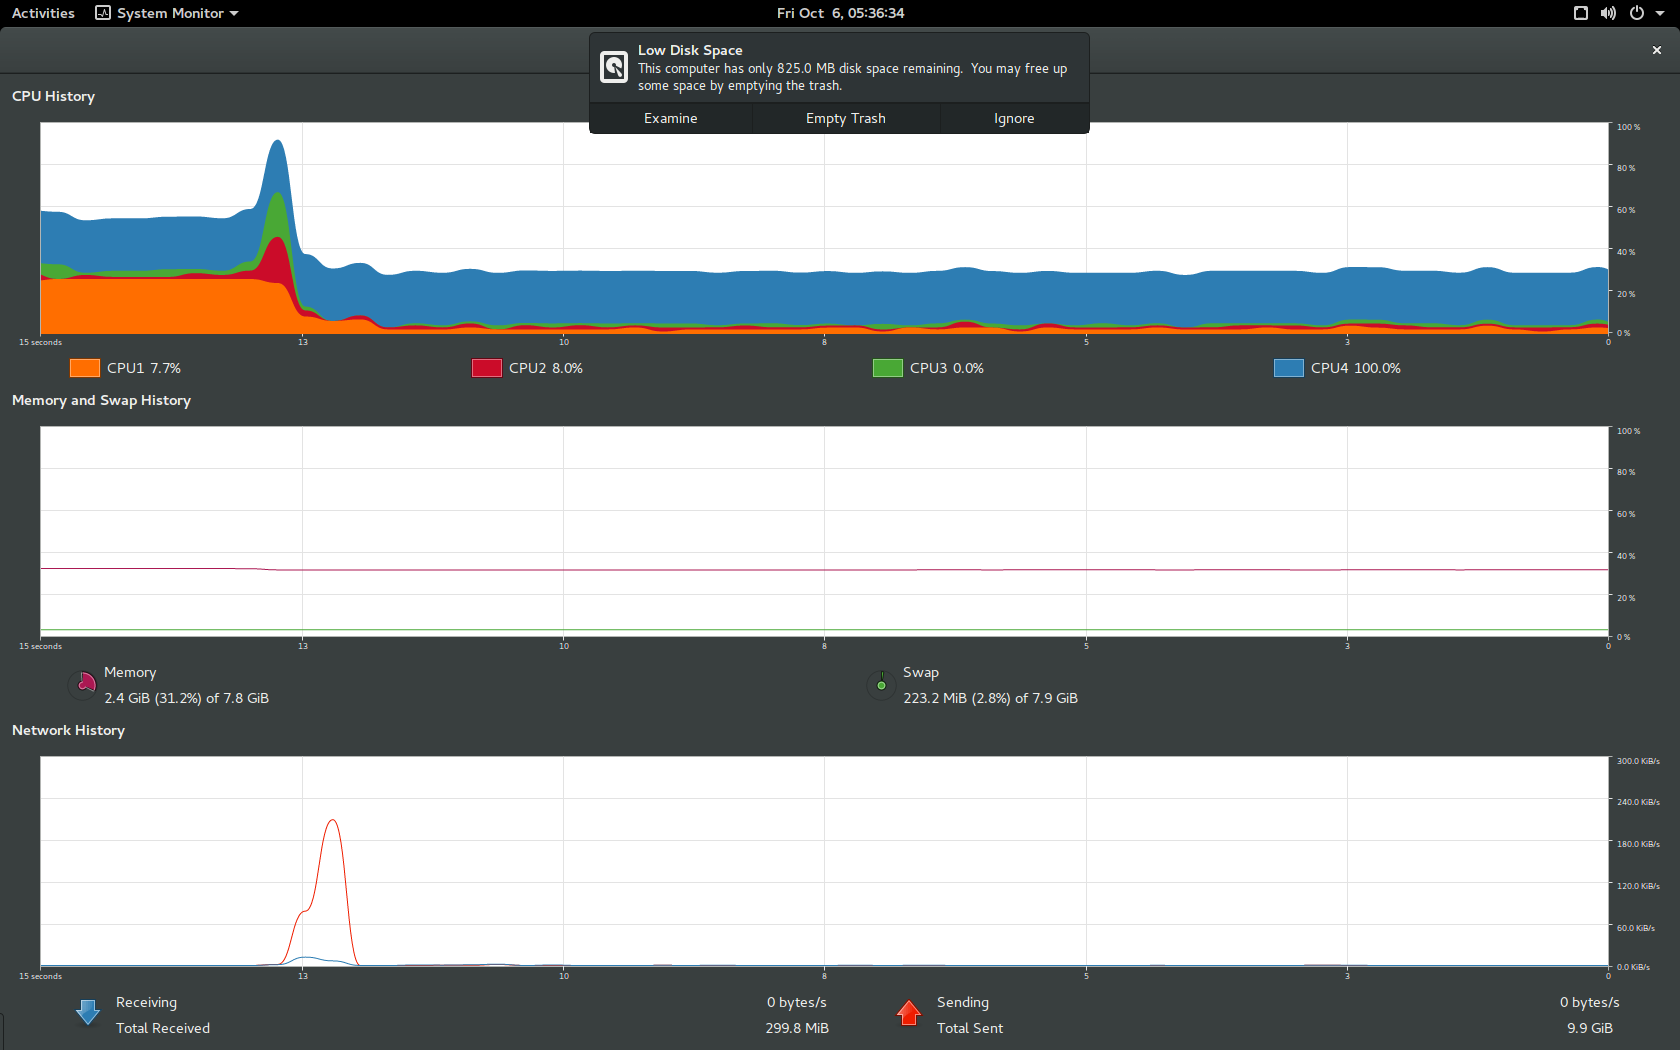 Activities System Monitor Fri Oct 6, 05:36:34
Low Disk Space
This computer has only 825.0 MB disk space remaining. You may free up
some space by emptying the trash.
Examine Empty Trash Ignore
CPU History
100 %
80 %
60 %
40 %
20 %
0 %
15 seconds 13 10 8 5 3 0
CPU1 7.7% CPU2 8.0% CPU3 0.0% CPU4 100.0%
Memory and Swap History
100 %
80 %
60 %
40 %
20 %
0 %
15 seconds 13 10 8 5 3 0
Memory
2.4 GiB (31.2%) of 7.8 GiB
Swap
223.2 MiB (2.8%) of 7.9 GiB
Network History
300.0 KiB/s
240.0 KiB/s
180.0 KiB/s
120.0 KiB/s
60.0 KiB/s
0.0 KiB/s
15 seconds 13 10 8 5 3 0
Receiving 0 bytes/s
Total Received 299.8 MiB
Sending 0 bytes/s
Total Sent 9.9 GiB